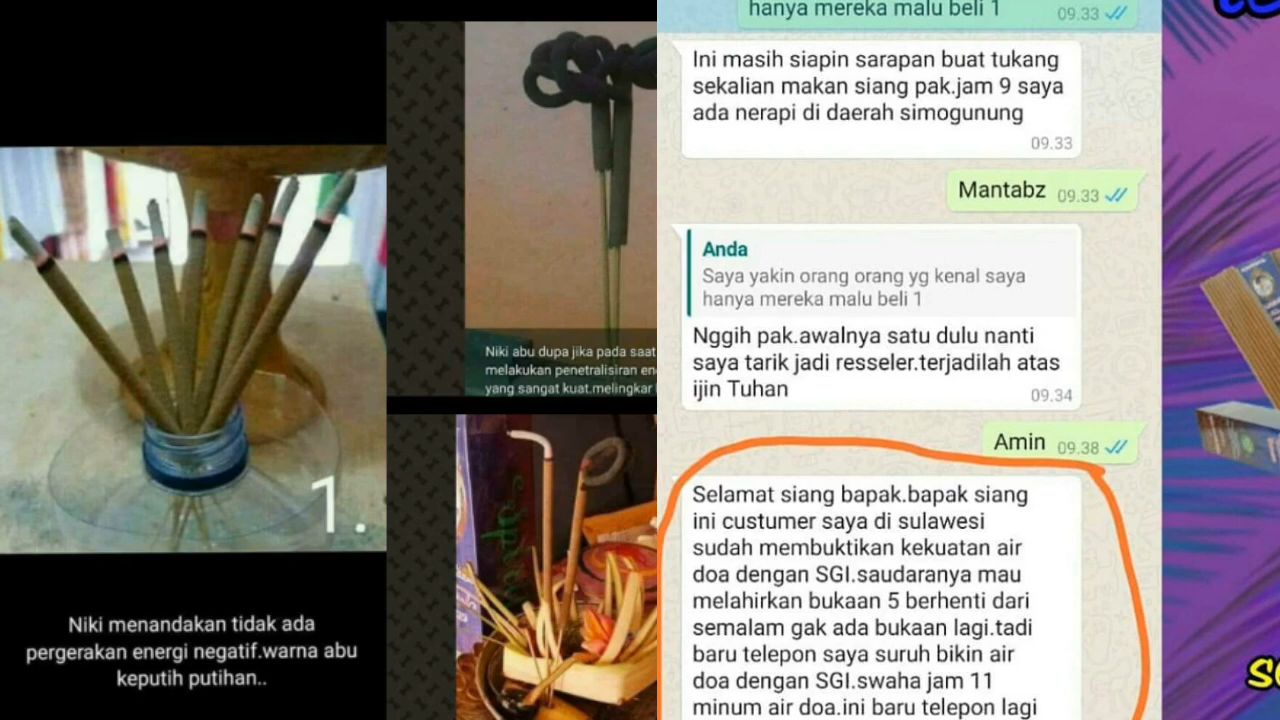 1.
Niki menandakan tidak ada
pergerakan energi negatif.warna abu
keputih putihan..
Niki abu dupa jika pada saat
melakukan penetralisiran
yang sangat kuat.melingkar
hanya mereka malu beli 1
09.33
Ini masih siapin sarapan buat tukang
sekalian makan siang pak.jam 9 saya
ada nerapi di daerah simogunung
09.33
Mantabz 09.33
Anda
Saya yakin orang orang yg kenal saya
hanya mereka malu beli 1
Nggih pak.awalnya satu dulu nanti
saya tarik jadi resseler.terjadilah atas
ijin Tuhan
09.34
Amin 09.38
Selamat siang bapak.bapak siang
ini custumer saya di sulawesi
sudah membuktikan kekuatan air
doa dengan SGI.saudaranya mau
melahirkan bukaan 5 berhenti dari
semalam gak ada bukaan lagi.tadi
baru telepon saya suruh bikin air
doa dengan SGI.swaha jam 11
minum air doa.ini baru telepon lagi